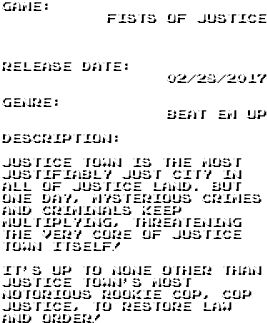 GAME:
FISTS OF JUSTICE
RELEASE DATE:
02/28/2017
GENRE:
BEAT EM UP
DESCRIPTION:
JUSTICE TOWN IS THE MOST
JUSTIFIABLY JUST CITY IN
ALL OF JUSTICE LAND. BUT
ONE DAY, MYSTERIOUS CRIMES
AND CRIMINALS KEEP
MULTIPLYING, THREATENING
THE VERY CORE OF JUSTICE
TOWN ITSELF!
IT'S UP TO NONE OTHER THAN
JUSTICE TOWN'S MOST
NOTORIOUS ROOKIE COP, COP
JUSTICE, TO RESTORE LAW
AND ORDER!